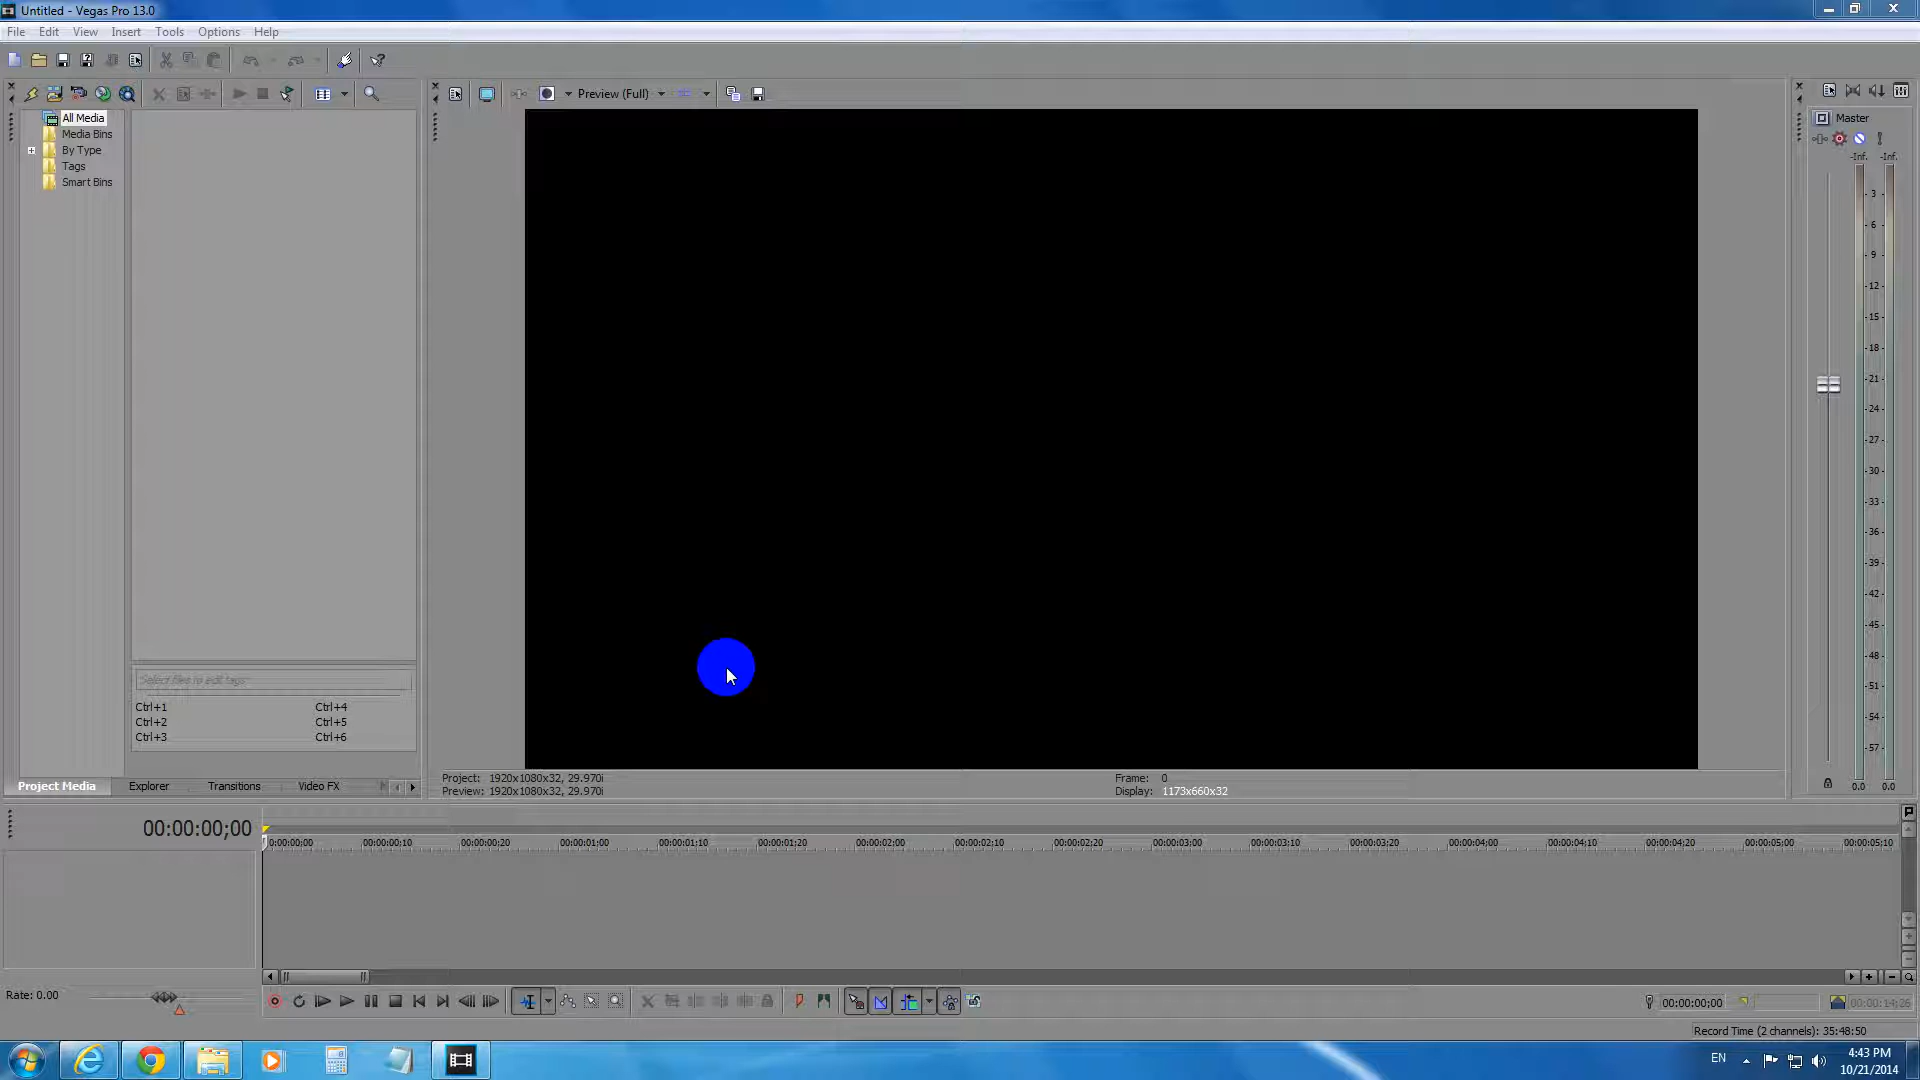 Untitled - Vegas Pro 13.0
File Edit View Insert Tools Options Help
Preview (Full)
All Media
Media Bins
By Type
Tags
Smart Bins
Master
-Inf. -Inf.
- 3 -
- 6 -
- 9 -
-12-
-15-
-18-
-21-
-24-
-27-
-30-
-33-
-36-
-39-
-42-
-45-
-48-
-51-
-54-
-57-
0.0 0.0
Select files to edit tags
Ctrl+1 Ctrl+4
Ctrl+2 Ctrl+5
Ctrl+3 Ctrl+6
Project Media Explorer Transitions Video FX
Project: 1920x1080x32, 29.970i
Preview: 1920x1080x32, 29.970i
Frame: 0
Display: 1173x660x32
00:00:00;00
0:00:00:00 00:00:00:10 00:00:00:20 00:00:01:00 00:00:01:10 00:00:01:20 00:00:02:00 00:00:02:10 00:00:02:20 00:00:03:00 00:00:03:10 00:00:03:20 00:00:04:00 00:00:04:10 00:00:04:20 00:00:05:00 00:00:05:10
Rate: 0.00
00:00:00;00
00:00:14;26
Record Time (2 channels): 35:48:50
EN
4:43 PM
10/21/2014